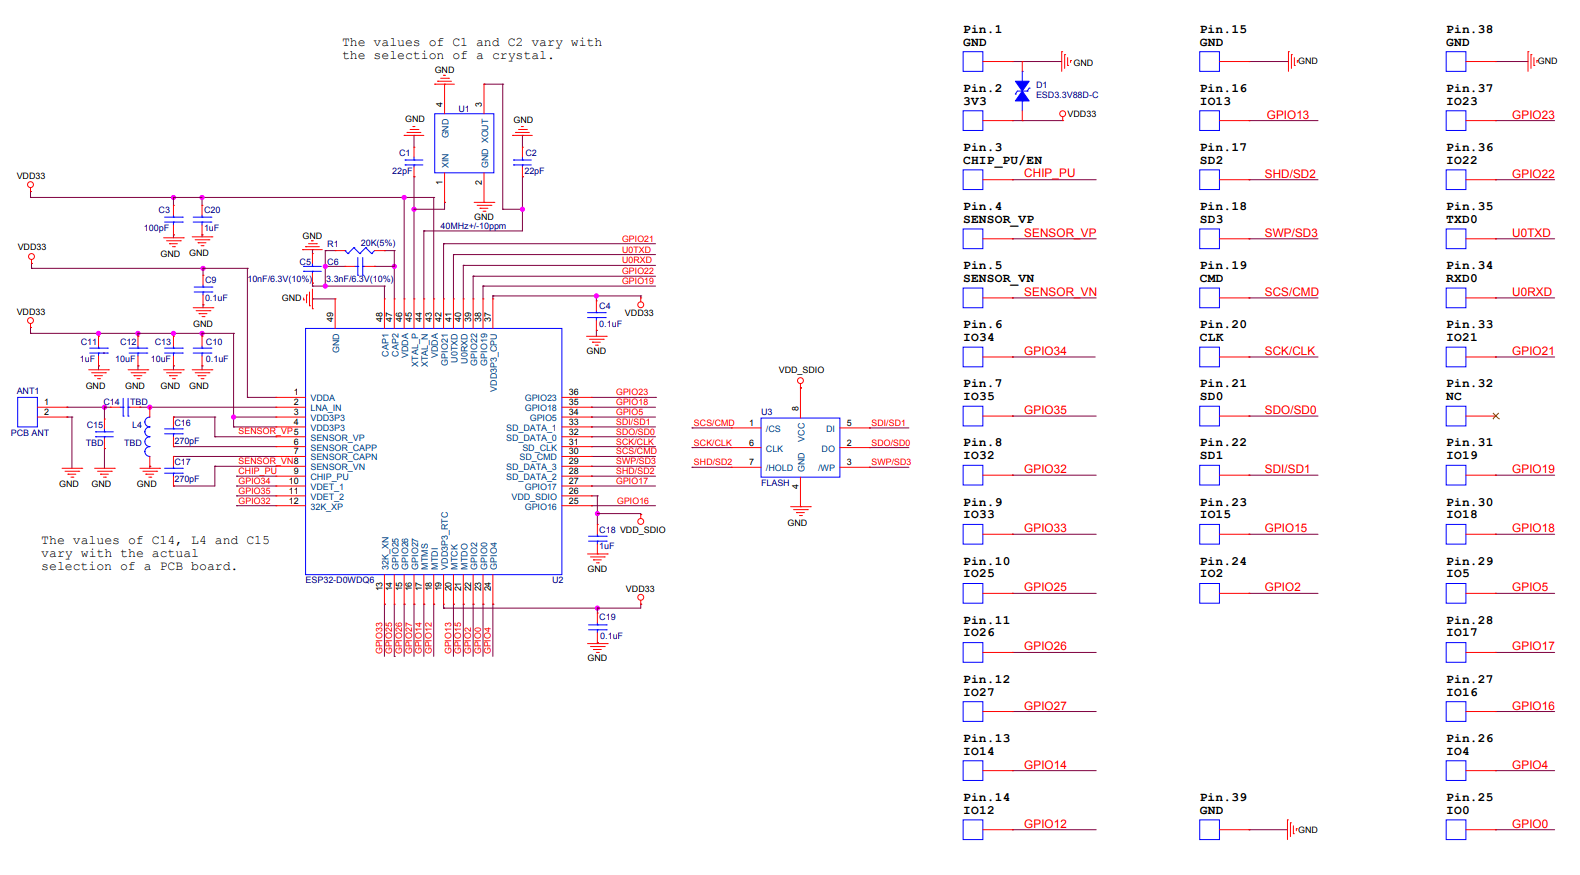 The values of C1 and C2 vary with
the selection of a crystal.
GND
4
3
U1
GND
XOUT
XIN
GND
1
2
GND
C1
22pF
GND
C2
22pF
GND
40MHz+/-10ppm
VDD33
C3
100pF
GND
C20
1uF
GND
VDD33
C9
0.1uF
GND
VDD33
C11
1uF
GND
C12
10uF
GND
C13
10uF
GND
C10
0.1uF
GND
GND
R1
20K(5%)
C5
C6
10nF/6.3V(10%)
3.3nF/6.3V(10%)
GND
GPIO21
U0TXD
U0RXD
GPIO22
GPIO19
C4
0.1uF
GND
VDD33
49
48
47
46
45
44
43
42
41
40
39
38
37
GND
CAP1
CAP2
VDDA
XTAL_P
XTAL_N
VDDA
GPIO21
U0TXD
U0RXD
GPIO22
GPIO19
VDD3P3_CPU
ANT1
1
2
PCB ANT
GND
C14
TBD
C15
TBD
GND
L4
TBD
GND
C16
270pF
C17
270pF
SENSOR_VP
SENSOR_VN
CHIP_PU
GPIO34
GPIO35
GPIO32
1
2
3
4
5
6
7
8
9
10
11
12
VDDA
LNA_IN
VDD3P3
VDD3P3
SENSOR_VP
SENSOR_CAPP
SENSOR_CAPN
SENSOR_VN
CHIP_PU
VDET_1
VDET_2
32K_XP
GPIO23
GPIO18
GPIO5
SD_DATA_1
SD_DATA_0
SD_CLK
SD_CMD
SD_DATA_3
SD_DATA_2
GPIO17
VDD_SDIO
GPIO16
36
35
34
33
32
31
30
29
28
27
26
25
GPIO23
GPIO18
GPIO5
SDI/SD1
SDO/SD0
SCK/CLK
SCS/CMD
SWP/SD3
SHD/SD2
GPIO17
GPIO16
VDD_SDIO
C18
1uF
GND
32K_XN
GPIO25
GPIO26
GPIO27
MTMS
MTDI
VDD3P3_RTC
MTCK
MTDO
GPIO2
GPIO0
GPIO4
ESP32-D0WDQ6
U2
13
14
15
16
17
18
19
20
21
22
23
24
GPIO33
GPIO25
GPIO26
GPIO27
GPIO14
GPIO12
GPIO13
GPIO15
GPIO2
GPIO0
GPIO4
VDD33
C19
0.1uF
GND
The values of C14, L4 and C15
vary with the actual
selection of a PCB board.
VDD_SDIO
U3
8
SCS/CMD
1
/CS
VCC
DI
5
SDI/SD1
SCK/CLK
6
CLK
DO
2
SDO/SD0
SHD/SD2
7
/HOLD
GND
/WP
3
SWP/SD3
FLASH
4
GND
Pin.1
GND
GND
D1
ESD3.3V88D-C
Pin.2
3V3
VDD33
Pin.3
CHIP_PU/EN
CHIP_PU
Pin.4
SENSOR_VP
SENSOR_VP
Pin.5
SENSOR_VN
SENSOR_VN
Pin.6
IO34
GPIO34
Pin.7
IO35
GPIO35
Pin.8
IO32
GPIO32
Pin.9
IO33
GPIO33
Pin.10
IO25
GPIO25
Pin.11
IO26
GPIO26
Pin.12
IO27
GPIO27
Pin.13
IO14
GPIO14
Pin.14
IO12
GPIO12
Pin.15
GND
GND
Pin.16
IO13
GPIO13
Pin.17
SD2
SHD/SD2
Pin.18
SD3
SWP/SD3
Pin.19
CMD
SCS/CMD
Pin.20
CLK
SCK/CLK
Pin.21
SD0
SDO/SD0
Pin.22
SD1
SDI/SD1
Pin.23
IO15
GPIO15
Pin.24
IO2
GPIO2
Pin.39
GND
GND
Pin.38
GND
GND
Pin.37
IO23
GPIO23
Pin.36
IO22
GPIO22
Pin.35
TXD0
U0TXD
Pin.34
RXD0
U0RXD
Pin.33
IO21
GPIO21
Pin.32
NC
Pin.31
IO19
GPIO19
Pin.30
IO18
GPIO18
Pin.29
IO5
GPIO5
Pin.28
IO17
GPIO17
Pin.27
IO16
GPIO16
Pin.26
IO4
GPIO4
Pin.25
IO0
GPIO0